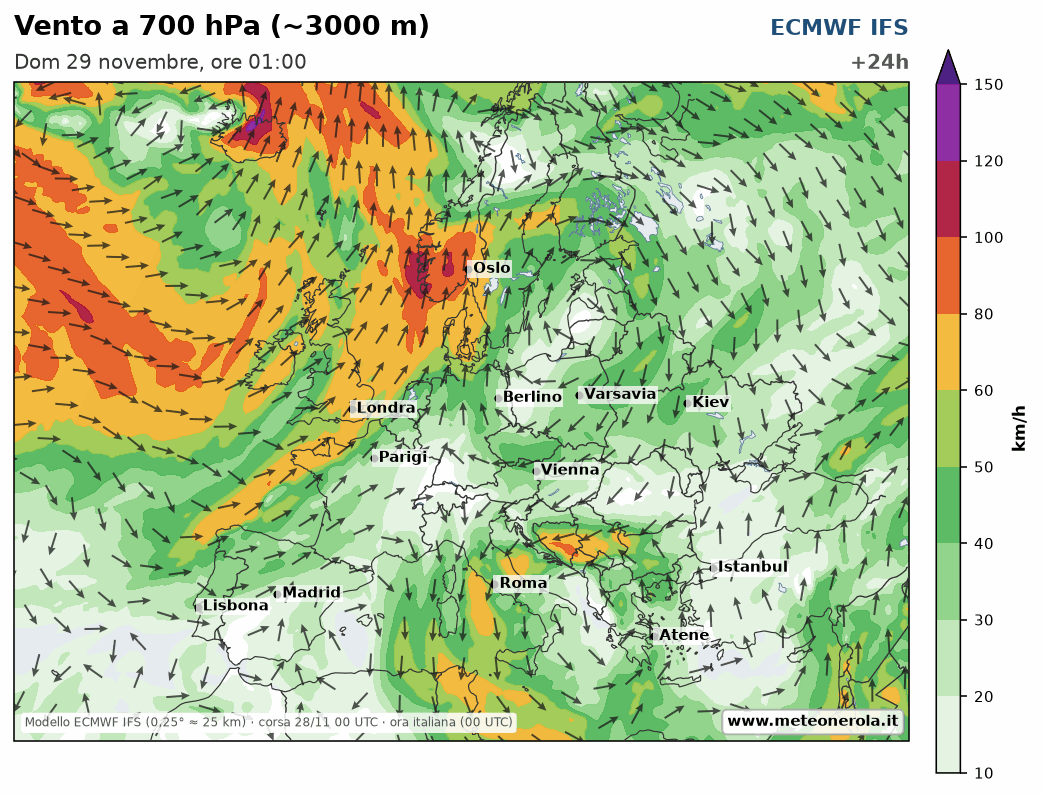 Vento a 700 hPa (~3000 m)
ECMWF IFS
Dom 29 novembre, ore 01:00
+24h
150
120
100
80
60
50
40
30
20
10
km/h
Oslo
Londra
Berlino
Varsavia
Kiev
Parigi
Vienna
Istanbul
Roma
Madrid
Lisbona
Atene
Modello ECMWF IFS (0,25° ≈ 25 km) · corsa 28/11 00 UTC · ora italiana (00 UTC)
www.meteonerola.it